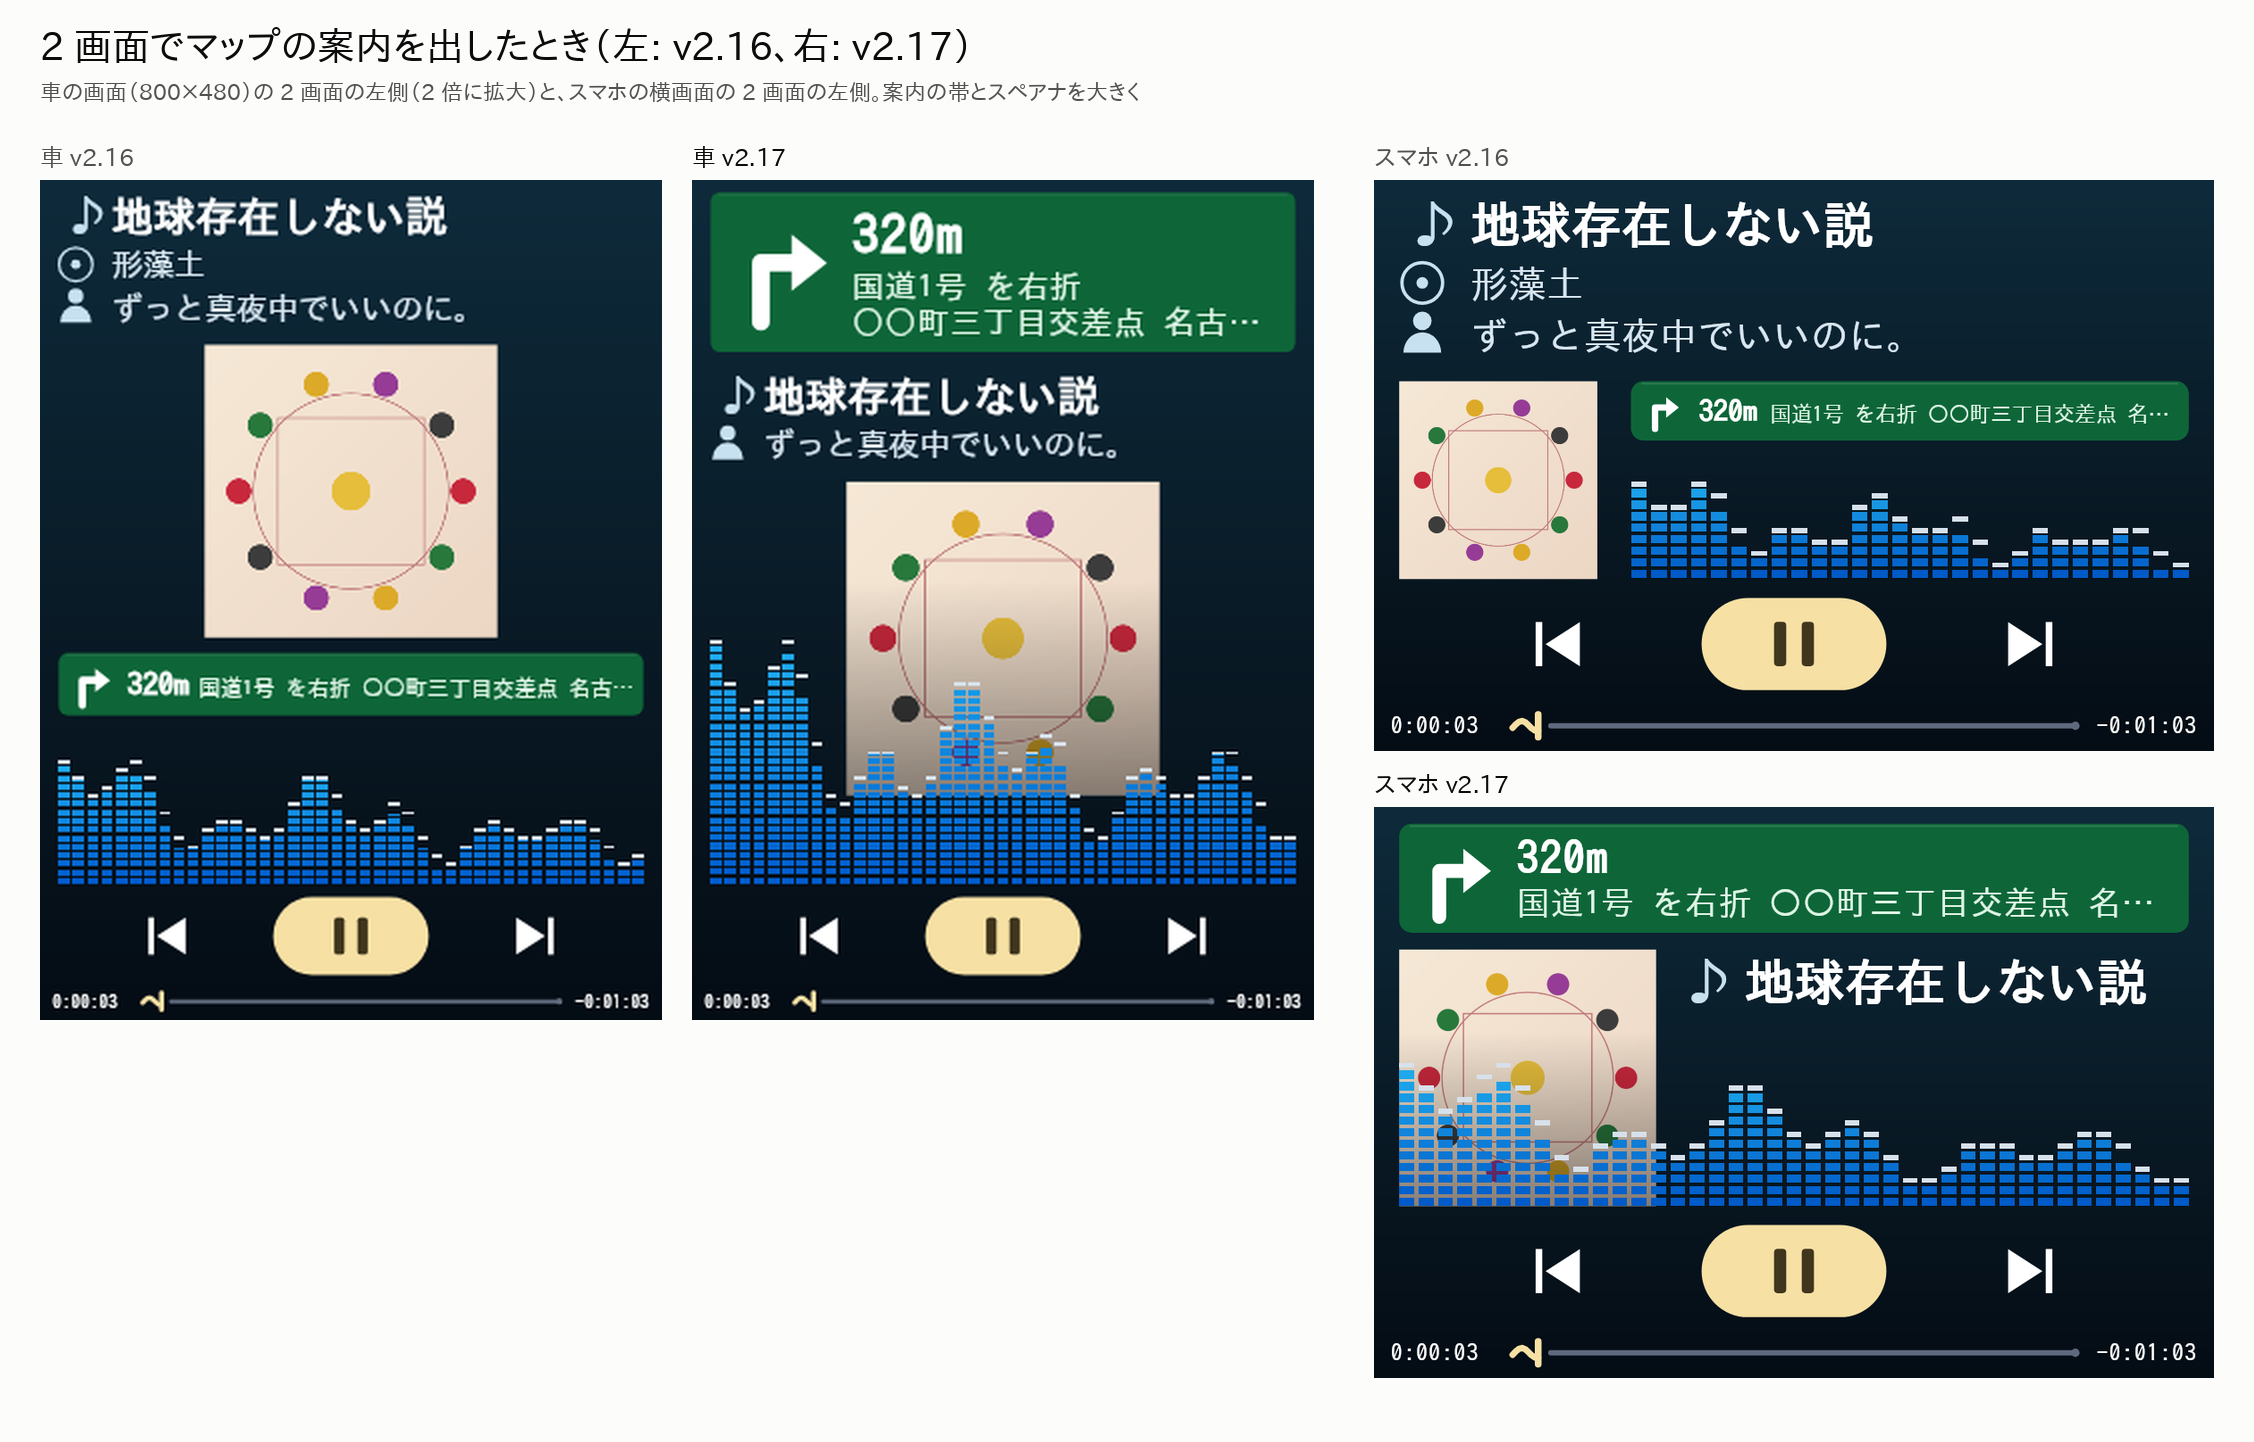 2 画面でマップの案内を出したとき（左: v2.16、右: v2.17）
車の画面（800×480）の 2 画面の左側（2 倍に拡大）と、スマホの横画面の 2 画面の左側。案内の帯とスペアナを大きく
車 v2.16
地球存在しない説
形藻土
ずっと真夜中でいいのに。
320m 国道1号 を右折 〇〇町三丁目交差点 名古…
0:00:03
-0:01:03
車 v2.17
320m
国道1号 を右折
〇〇町三丁目交差点 名古…
地球存在しない説
ずっと真夜中でいいのに。
0:00:03
-0:01:03
スマホ v2.16
地球存在しない説
形藻土
ずっと真夜中でいいのに。
320m 国道1号 を右折 〇〇町三丁目交差点 名…
0:00:03
-0:01:03
スマホ v2.17
320m
国道1号 を右折 〇〇町三丁目交差点 名…
地球存在しない説
0:00:03
-0:01:03